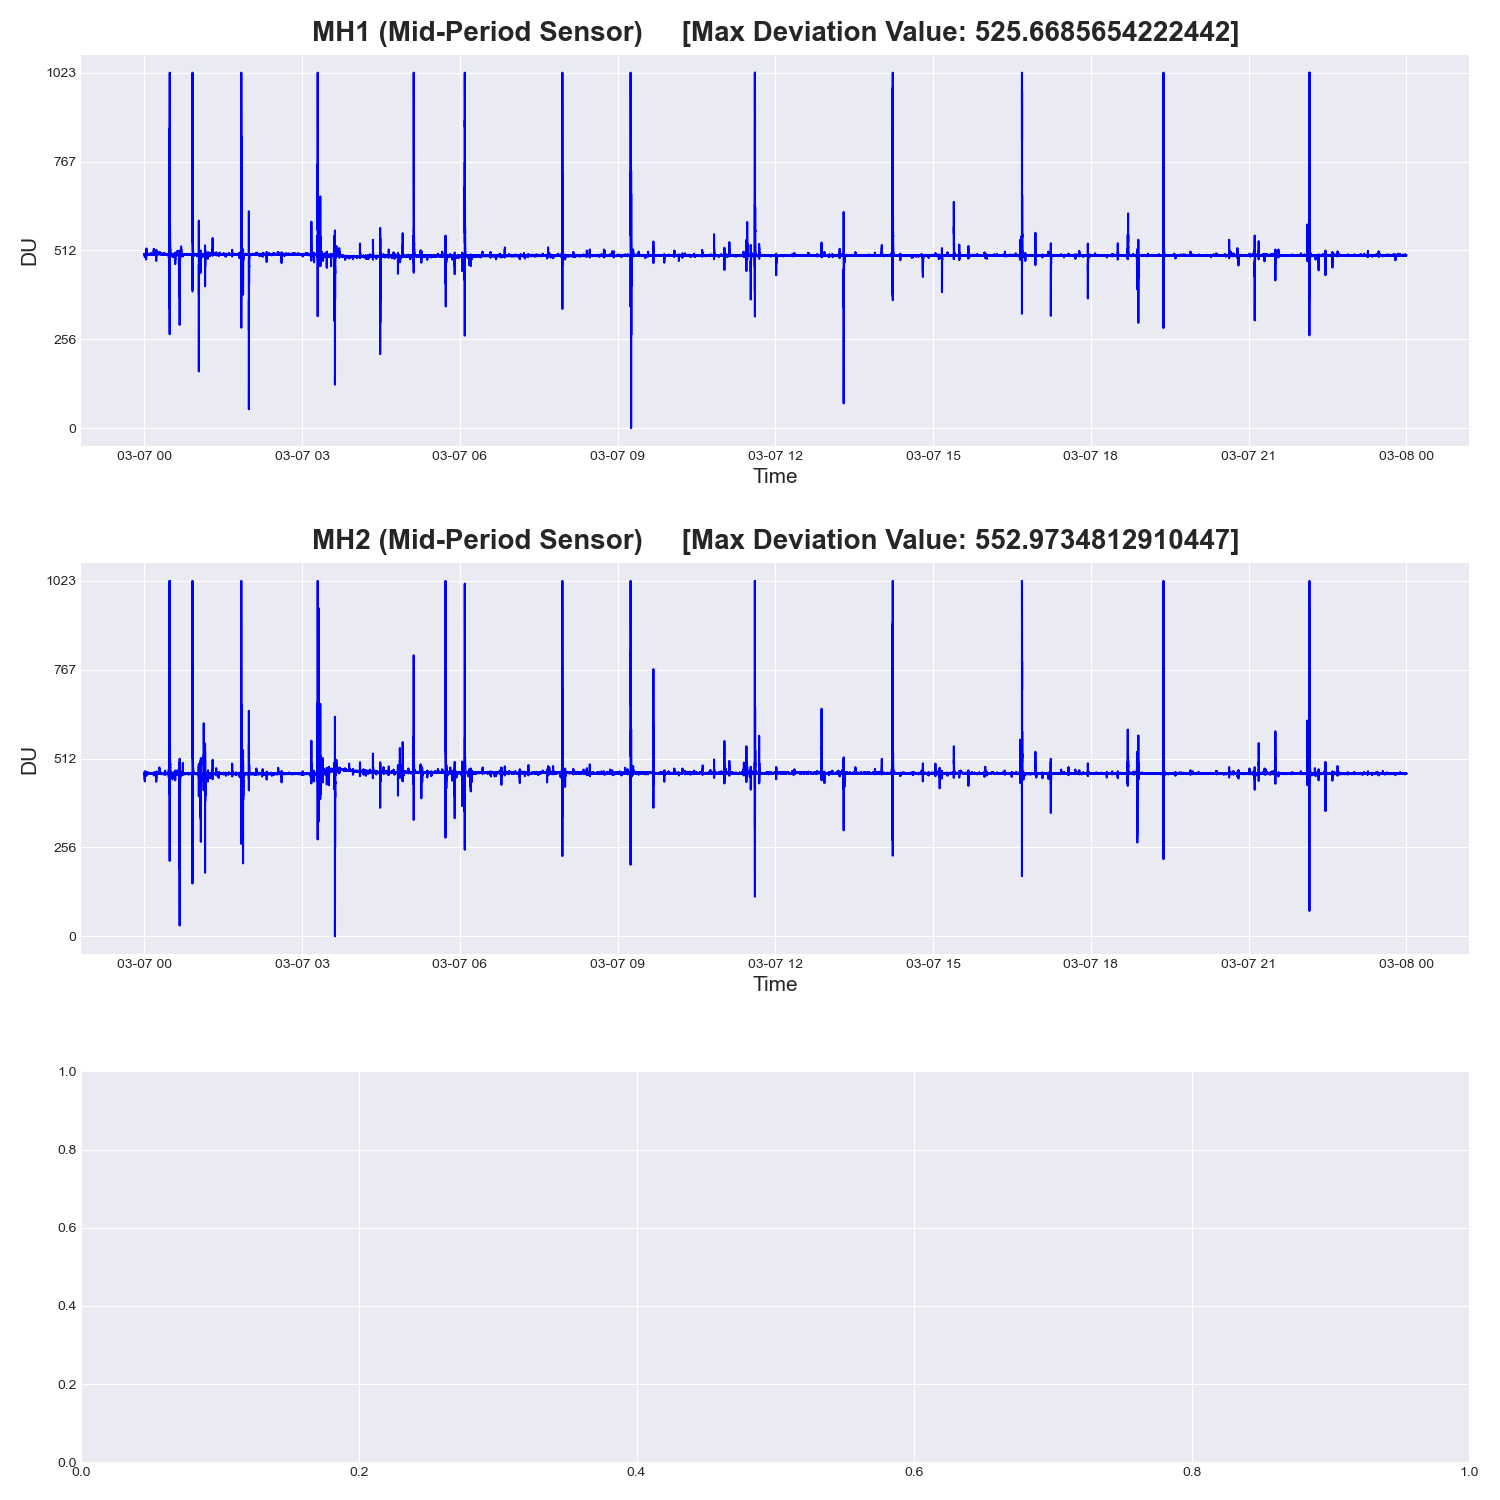 MH1 (Mid-Period Sensor) [Max Deviation Value: 525.6685654222442]
1023
767
512
256
0
DU
03-07 00 03-07 03 03-07 06 03-07 09 03-07 12 03-07 15 03-07 18 03-07 21 03-08 00
Time
MH2 (Mid-Period Sensor) [Max Deviation Value: 552.9734812910447]
1023
767
512
256
0
DU
03-07 00 03-07 03 03-07 06 03-07 09 03-07 12 03-07 15 03-07 18 03-07 21 03-08 00
Time
1.0
0.8
0.6
0.4
0.2
0.0
0.0 0.2 0.4 0.6 0.8 1.0